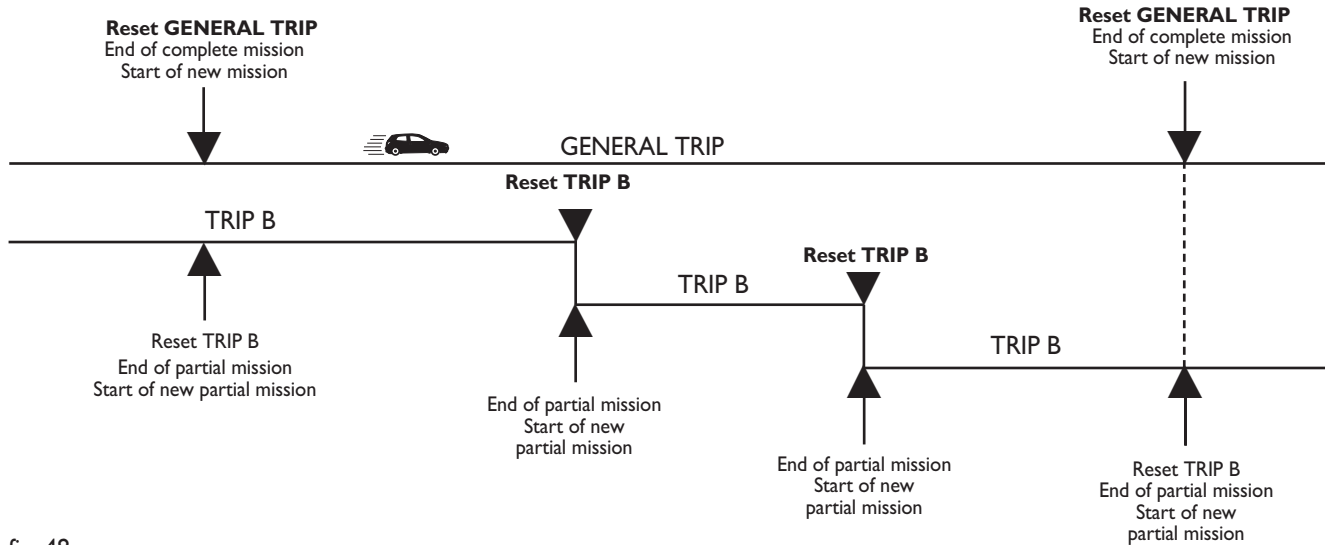 Reset GENERAL TRIP
End of complete mission
Start of new mission
Reset GENERAL TRIP
End of complete mission
Start of new mission
GENERAL TRIP
Reset TRIP B
TRIP B
Reset TRIP B
TRIP B
TRIP B
Reset TRIP B
End of partial mission
Start of new partial mission
End of partial mission
Start of new
partial mission
End of partial mission
Start of new
partial mission
Reset TRIP B
End of partial mission
Start of new
partial mission